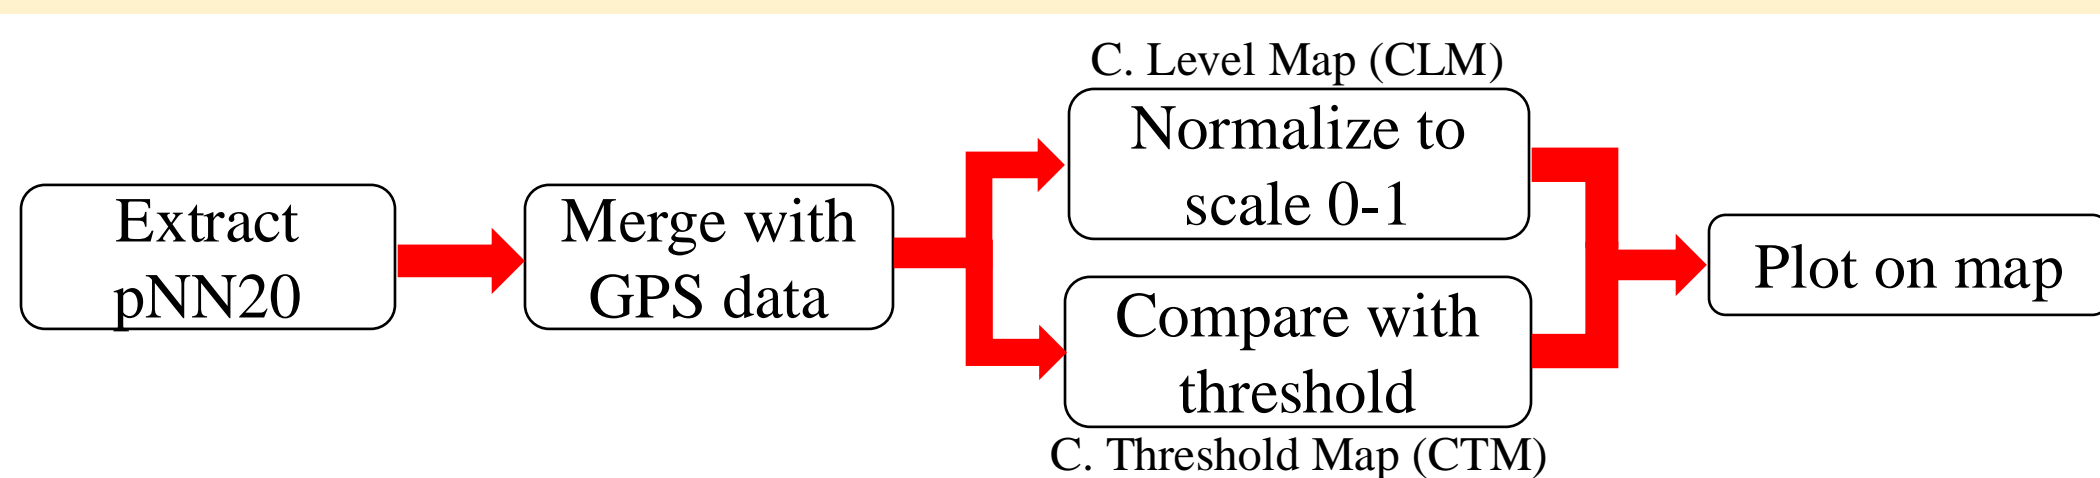 Extract
pNN20
Merge with
GPS data
C. Level Map (CLM)
Normalize to
scale 0-1
Compare with
threshold
C. Threshold Map (CTM)
Plot on map